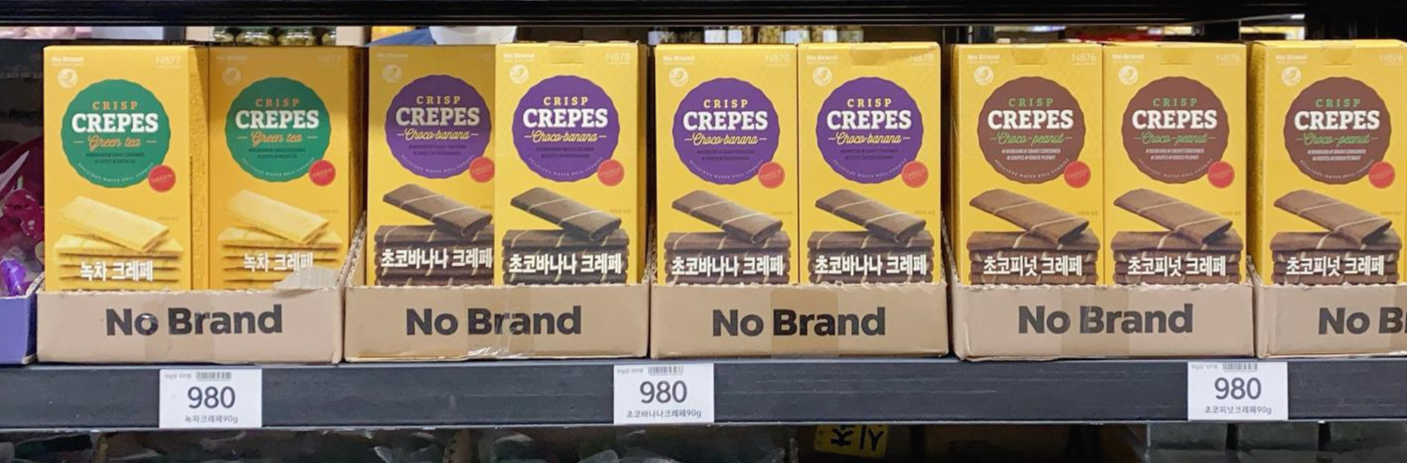 No Brand
N877
CRISP
CREPES
Green tea
녹차 크레페
No Brand
CRISP
CREPES
Green tea
녹차 크레페
No Brand
No Brand
CRISP
CREPES
Choco-banana
초코바나나 크레페
No Brand
N878
CRISP
CREPES
Choco-banana
초코바나나 크레페
No Brand
No Brand
CRISP
CREPES
Choco-banana
초코바나나 크레페
No Brand
CRISP
CREPES
Choco-banana
초코바나나 크레페
No Brand
No Brand
N876
CRISP
CREPES
Choco-peanut
초코피넛 크레페
No Brand
N876
CRISP
CREPES
Choco-peanut
초코피넛 크레페
No Brand
No Brand
CRISP
CREPES
Choco-peanut
초코피넛 크레페
No B
980
녹차크레페90g
980
초코바나나크레페90g
980
초코피넛크레페90g